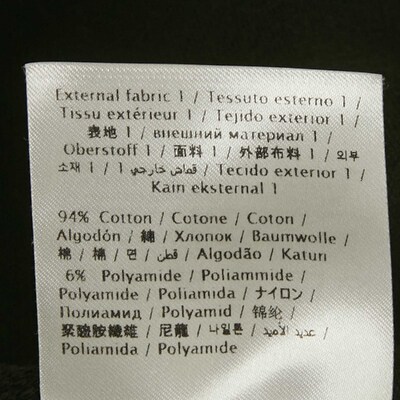 External fabric 1 / Tessuto esterno 1 /
Tissu extérieur 1 / Tejido exterior 1 /
表地 1 / внешний материал 1 /
Oberstoff 1 / 面料 1 / 外部布料 1 / 외부
소재 1 / قماش خارجي 1 / Tecido exterior 1 /
Kain eksternal 1
94% Cotton / Cotone / Coton /
Algodón / 綿 / Хлопок / Baumwolle /
棉 / 棉 / 면 / قطن / Algodão / Katun
6% Polyamide / Poliammide /
Polyamide / Poliamida / ナイロン /
Полиамид / Polyamid / 锦纶 /
聚醯胺纖維 / 尼龍 / 나일론 / عديد الأميد /
Poliamida / Polyamide